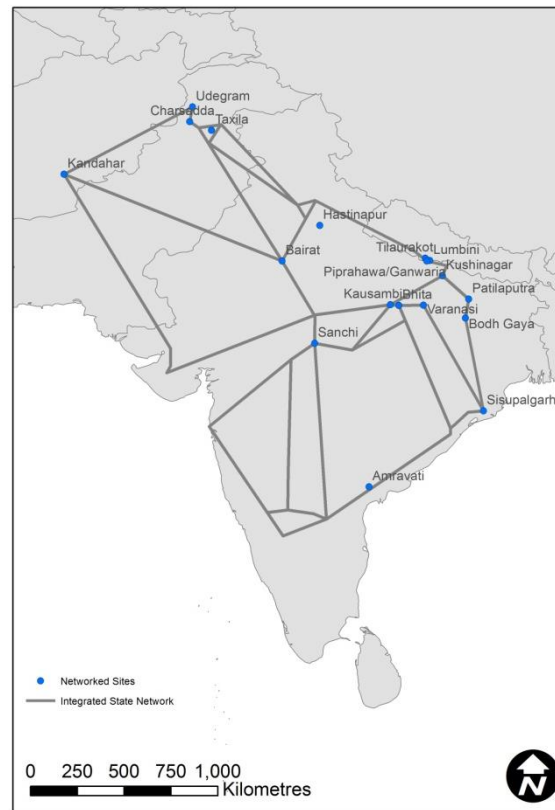 Udegram
Charsadda
Taxila
Kandahar
Hastinapur
Bairat
Tilaurakot
Lumbini
Piprahawa/Ganwaria
Kushinagar
Kausambi
Bhita
Patilaputra
Varanasi
Bodh Gaya
Sanchi
Sisupalgarh
Amravati
Networked Sites
Integrated State Network
0 250 500 750 1,000
Kilometres
N